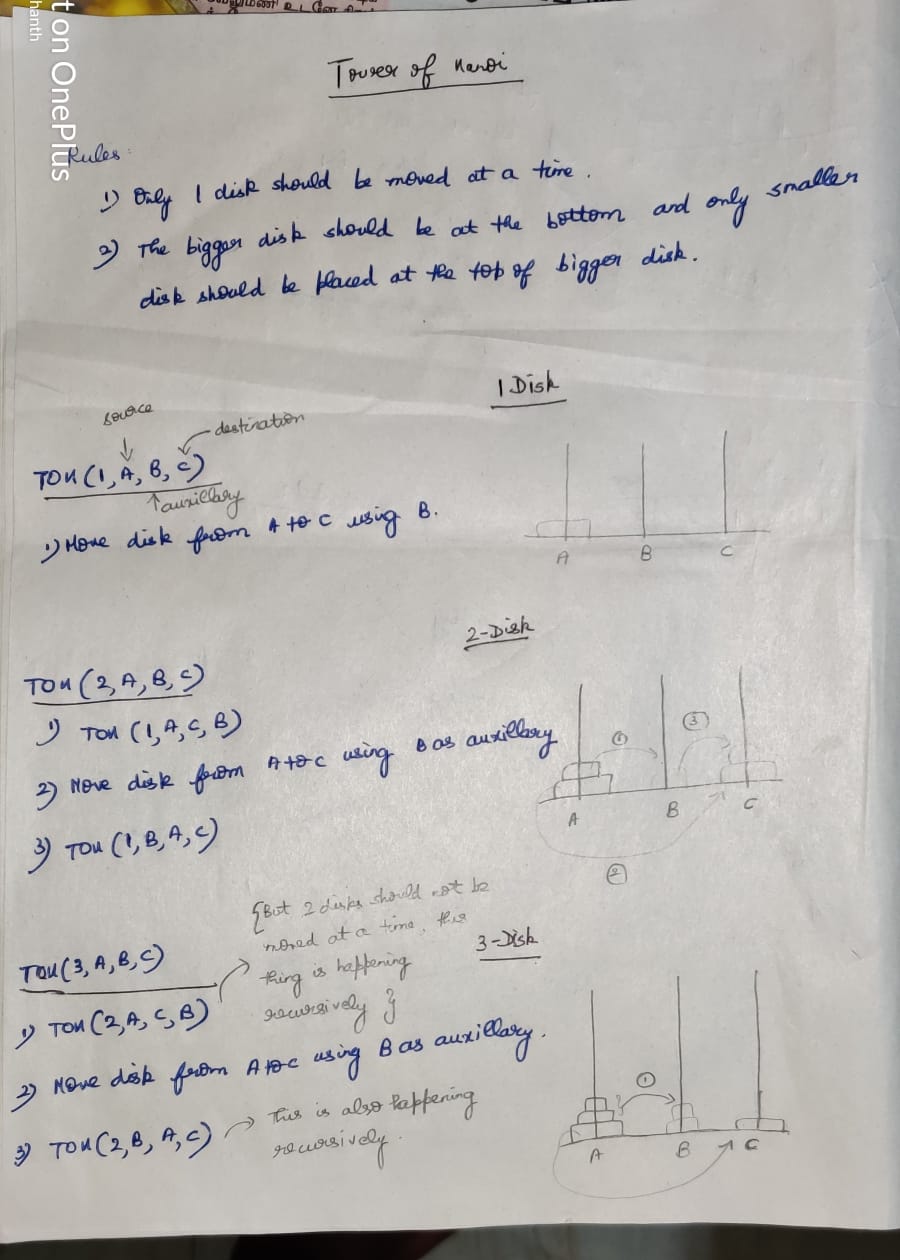 t on OnePlus
hanth
Tower of Hanoi
Rules:
1) Only 1 disk should be moved at a time.
2) The bigger disk should be at the bottom and only smaller
disk should be placed at the top of bigger disk.
1 Disk
source
destination
TOH (1, A, B, C)
auxillary
1) Move disk from A to C using B.
A B C
2-Disk
TOH (2, A, B, C)
1) TOH (1, A, C, B)
2) Move disk from A to C using B as auxillary
3) TOH (1, B, A, C)
1 3
A B C
2
{But 2 disks should not be
moved at a time, this
thing is happening
recursively }
3-Disk
TOH (3, A, B, C)
1) TOH (2, A, C, B)
2) Move disk from A to C using B as auxillary.
3) TOH (2, B, A, C)
This is also happening
recursively.
1
A B C